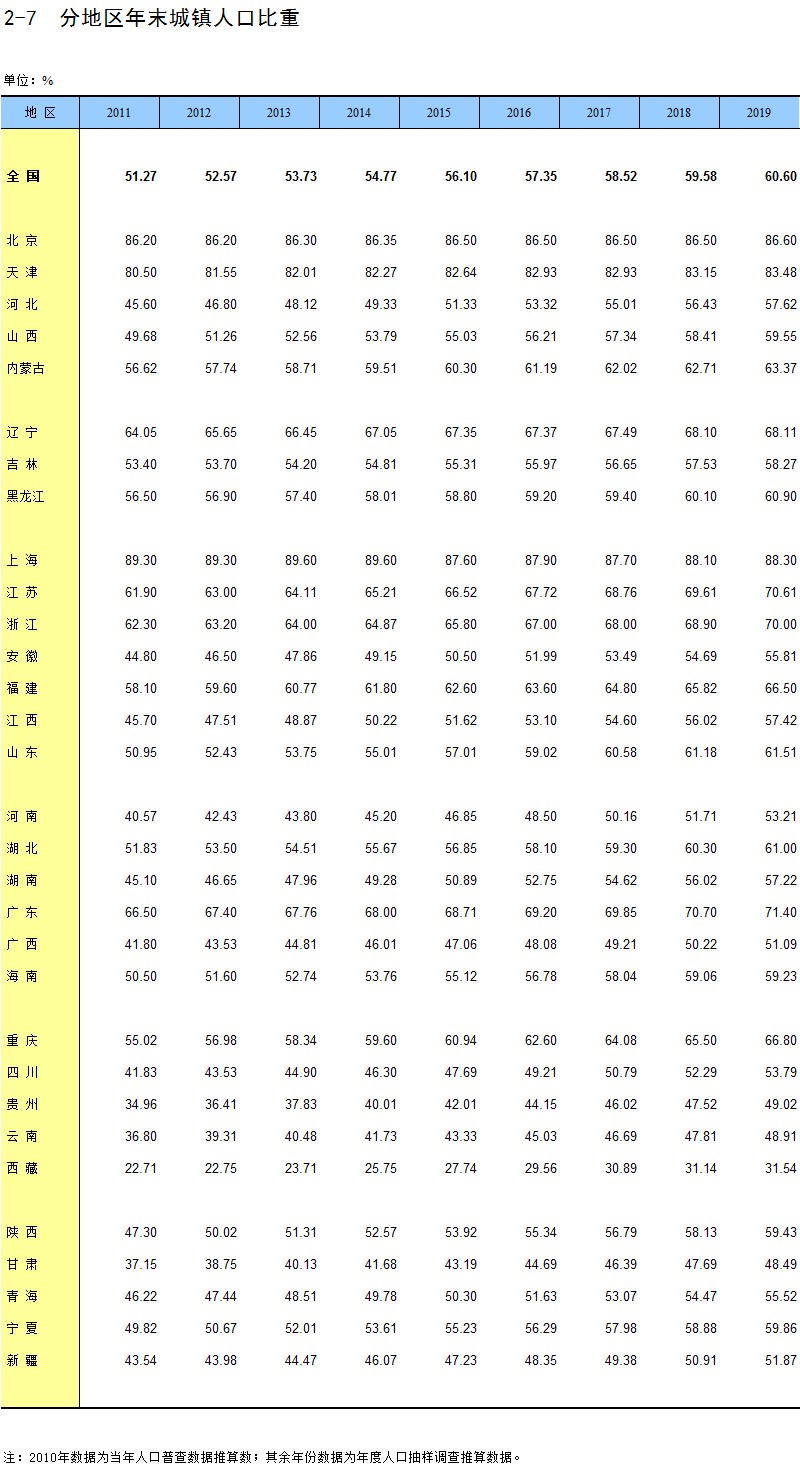 2-7 分地区年末城镇人口比重
单位：%
地 区 2011 2012 2013 2014 2015 2016 2017 2018 2019
全 国 51.27 52.57 53.73 54.77 56.10 57.35 58.52 59.58 60.60
北 京 86.20 86.20 86.30 86.35 86.50 86.50 86.50 86.50 86.60
天 津 80.50 81.55 82.01 82.27 82.64 82.93 82.93 83.15 83.48
河 北 45.60 46.80 48.12 49.33 51.33 53.32 55.01 56.43 57.62
山 西 49.68 51.26 52.56 53.79 55.03 56.21 57.34 58.41 59.55
内蒙古 56.62 57.74 58.71 59.51 60.30 61.19 62.02 62.71 63.37
辽 宁 64.05 65.65 66.45 67.05 67.35 67.37 67.49 68.10 68.11
吉 林 53.40 53.70 54.20 54.81 55.31 55.97 56.65 57.53 58.27
黑龙江 56.50 56.90 57.40 58.01 58.80 59.20 59.40 60.10 60.90
上 海 89.30 89.30 89.60 89.60 87.60 87.90 87.70 88.10 88.30
江 苏 61.90 63.00 64.11 65.21 66.52 67.72 68.76 69.61 70.61
浙 江 62.30 63.20 64.00 64.87 65.80 67.00 68.00 68.90 70.00
安 徽 44.80 46.50 47.86 49.15 50.50 51.99 53.49 54.69 55.81
福 建 58.10 59.60 60.77 61.80 62.60 63.60 64.80 65.82 66.50
江 西 45.70 47.51 48.87 50.22 51.62 53.10 54.60 56.02 57.42
山 东 50.95 52.43 53.75 55.01 57.01 59.02 60.58 61.18 61.51
河 南 40.57 42.43 43.80 45.20 46.85 48.50 50.16 51.71 53.21
湖 北 51.83 53.50 54.51 55.67 56.85 58.10 59.30 60.30 61.00
湖 南 45.10 46.65 47.96 49.28 50.89 52.75 54.62 56.02 57.22
广 东 66.50 67.40 67.76 68.00 68.71 69.20 69.85 70.70 71.40
广 西 41.80 43.53 44.81 46.01 47.06 48.08 49.21 50.22 51.09
海 南 50.50 51.60 52.74 53.76 55.12 56.78 58.04 59.06 59.23
重 庆 55.02 56.98 58.34 59.60 60.94 62.60 64.08 65.50 66.80
四 川 41.83 43.53 44.90 46.30 47.69 49.21 50.79 52.29 53.79
贵 州 34.96 36.41 37.83 40.01 42.01 44.15 46.02 47.52 49.02
云 南 36.80 39.31 40.48 41.73 43.33 45.03 46.69 47.81 48.91
西 藏 22.71 22.75 23.71 25.75 27.74 29.56 30.89 31.14 31.54
陕 西 47.30 50.02 51.31 52.57 53.92 55.34 56.79 58.13 59.43
甘 肃 37.15 38.75 40.13 41.68 43.19 44.69 46.39 47.69 48.49
青 海 46.22 47.44 48.51 49.78 50.30 51.63 53.07 54.47 55.52
宁 夏 49.82 50.67 52.01 53.61 55.23 56.29 57.98 58.88 59.86
新 疆 43.54 43.98 44.47 46.07 47.23 48.35 49.38 50.91 51.87
注：2010年数据为当年人口普查数据推算数；其余年份数据为年度人口抽样调查推算数据。